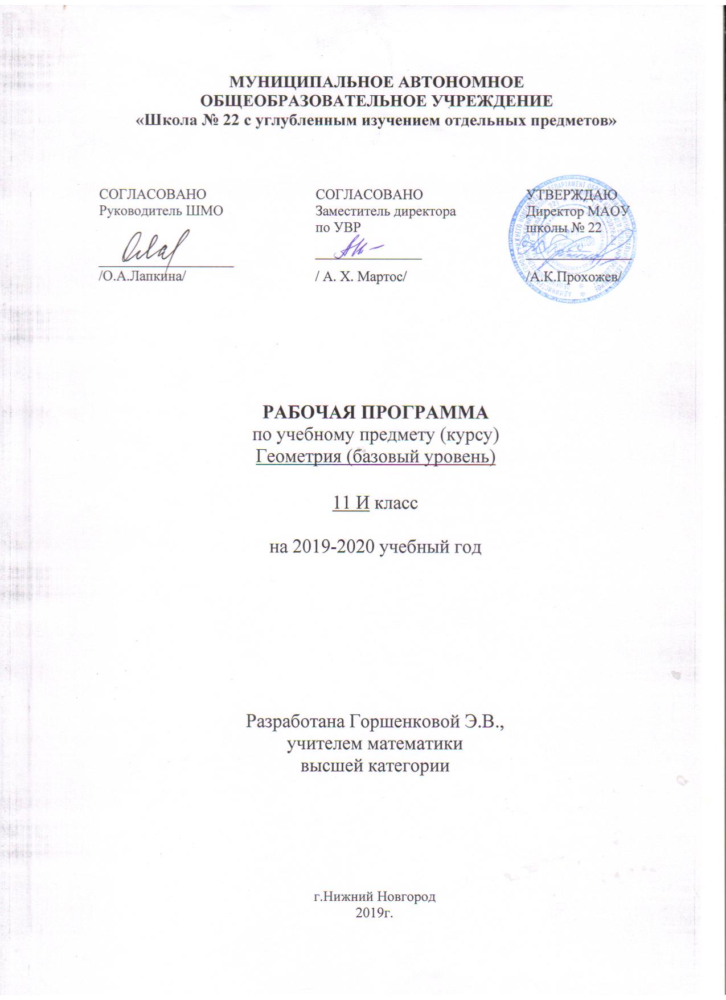 МУНИЦИПАЛЬНОЕ АВТОНОМНОЕ
ОБЩЕОБРАЗОВАТЕЛЬНОЕ УЧРЕЖДЕНИЕ
«Школа № 22 с углубленным изучением отдельных предметов»
СОГЛАСОВАНО
Руководитель ШМО
/О.А.Лапкина/
СОГЛАСОВАНО
Заместитель директора
по УВР
/ А. Х. Мартос/
УТВЕРЖДАЮ
Директор МАОУ
школы № 22
/А.К.Прохожев/
РАБОЧАЯ ПРОГРАММА
по учебному предмету (курсу)
Геометрия (базовый уровень)
11 И класс
на 2019-2020 учебный год
Разработана Горшенковой Э.В.,
учителем математики
высшей категории
г.Нижний Новгород
2019г.